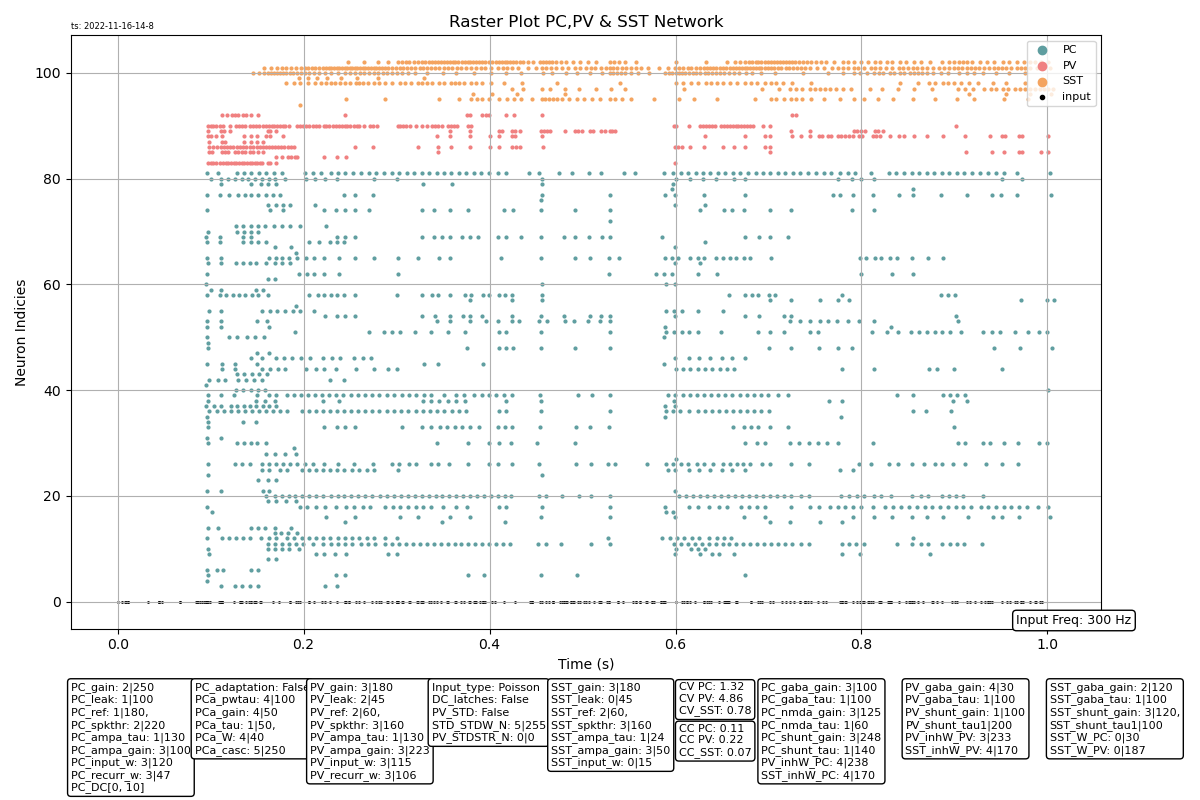 ts: 2022-11-16-14-8
Raster Plot PC,PV & SST Network
PC
PV
SST
input
Neuron Indicies
100
80
60
40
20
0
Input Freq: 300 Hz
0.0 0.2 0.4 0.6 0.8 1.0
Time (s)
PC_gain: 2|250
PC_leak: 1|100
PC_ref: 1|180,
PC_spkthr: 2|220
PC_ampa_tau: 1|130
PC_ampa_gain: 3|100
PC_input_w: 3|120
PC_recurr_w: 3|47
PC_DC[0, 10]
PC_adaptation: False
PCa_pwtau: 4|100
PCa_gain: 4|50
PCa_tau: 1|50,
PCa_W: 4|40
PCa_casc: 5|250
PV_gain: 3|180
PV_leak: 2|45
PV_ref: 2|60,
PV_spkthr: 3|160
PV_ampa_tau: 1|130
PV_ampa_gain: 3|223
PV_input_w: 3|115
PV_recurr_w: 3|106
Input_type: Poisson
DC_latches: False
PV_STD: False
STD_STDW_N: 5|255
PV_STDSTR_N: 0|0
SST_gain: 3|180
SST_leak: 0|45
SST_ref: 2|60,
SST_spkthr: 3|160
SST_ampa_tau: 1|24
SST_ampa_gain: 3|50
SST_input_w: 0|15
CV PC: 1.32
CV PV: 4.86
CV_SST: 0.78
CC PC: 0.11
CC PV: 0.22
CC_SST: 0.07
PC_gaba_gain: 3|100
PC_gaba_tau: 1|100
PC_nmda_gain: 3|125
PC_nmda_tau: 1|60
PC_shunt_gain: 3|248
PC_shunt_tau: 1|140
PV_inhW_PC: 4|238
SST_inhW_PC: 4|170
PV_gaba_gain: 4|30
PV_gaba_tau: 1|100
PV_shunt_gain: 1|100
PV_shunt_tau1|200
PV_inhW_PV: 3|233
SST_inhW_PV: 4|170
SST_gaba_gain: 2|120
SST_gaba_tau: 1|100
SST_shunt_gain: 3|120,
SST_shunt_tau1|100
SST_W_PC: 0|30
SST_W_PV: 0|187